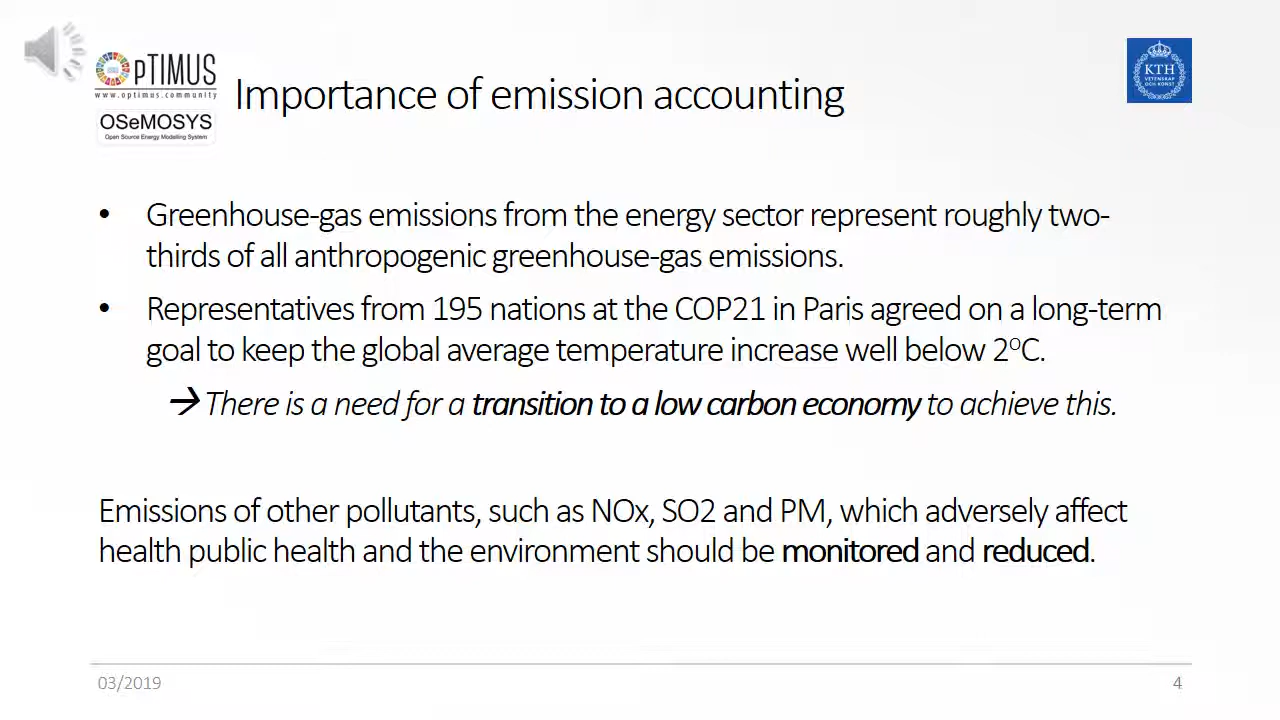 OpTIMUS
www.optimus.community
OSeMOSYS
Open Source Energy Modelling System
Importance of emission accounting
KTH
VETENSKAP
OCH KONST
• Greenhouse-gas emissions from the energy sector represent roughly two-
thirds of all anthropogenic greenhouse-gas emissions.
• Representatives from 195 nations at the COP21 in Paris agreed on a long-term
goal to keep the global average temperature increase well below 2ºC.
→ There is a need for a transition to a low carbon economy to achieve this.
Emissions of other pollutants, such as NOx, SO2 and PM, which adversely affect
health public health and the environment should be monitored and reduced.
03/2019
4